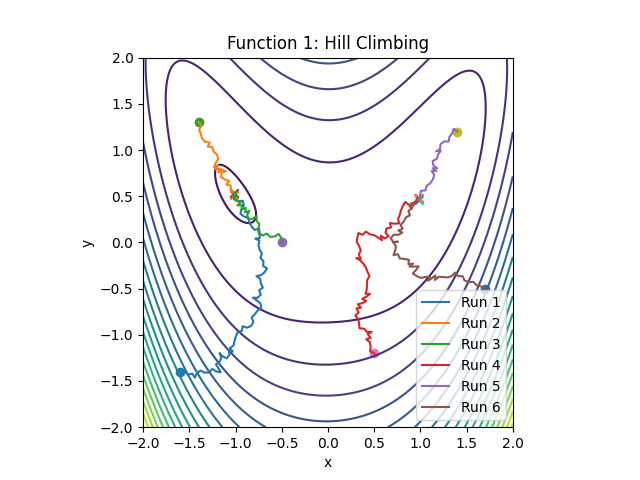 Function 1: Hill Climbing
2.0
1.5
1.0
0.5
0.0
−0.5
−1.0
−1.5
−2.0
y
Run 1
Run 2
Run 3
Run 4
Run 5
Run 6
−2.0 −1.5 −1.0 −0.5 0.0 0.5 1.0 1.5 2.0
x